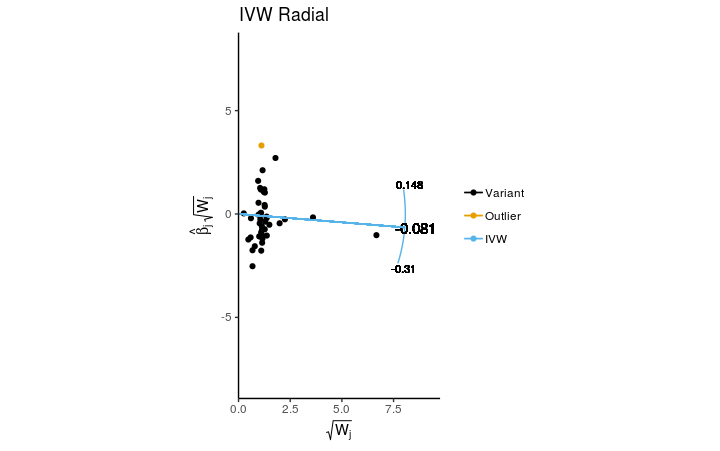 IVW Radial
5
0
-5
β̂j√Wj
0.148
-0.081
-0.31
0.0 2.5 5.0 7.5
√Wj
Variant
Outlier
IVW